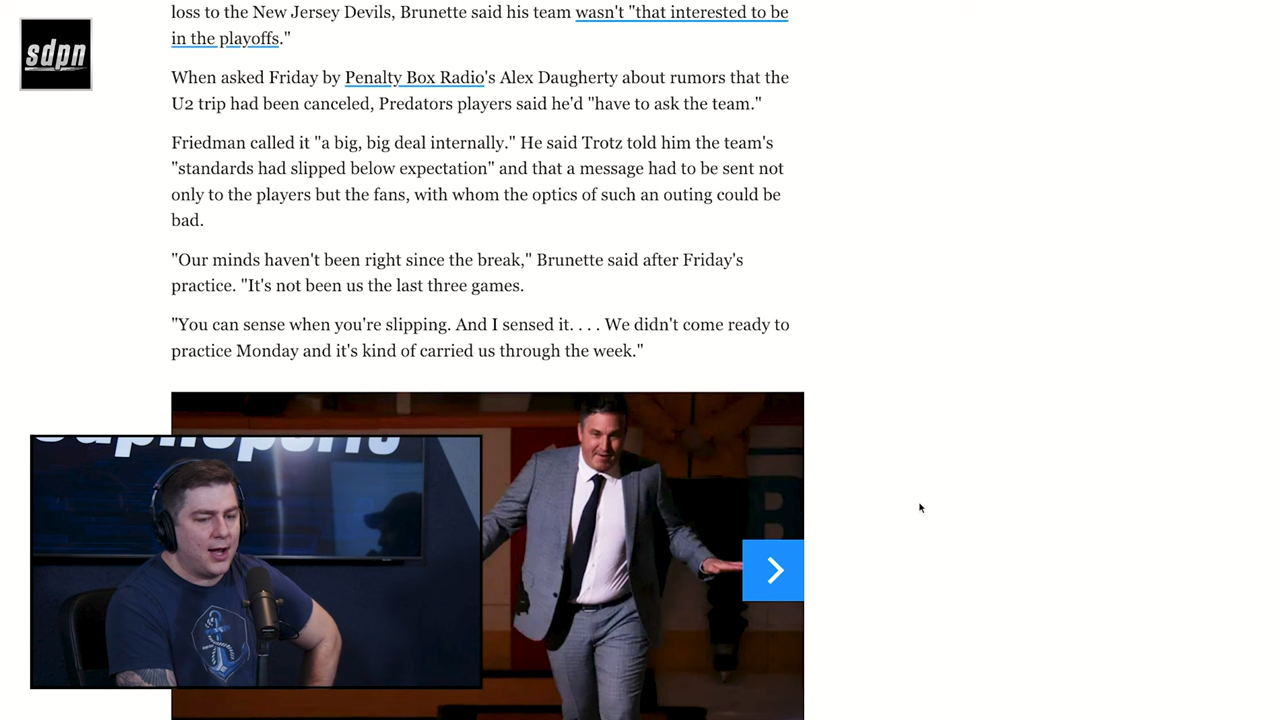 loss to the New Jersey Devils, Brunette said his team wasn't "that interested to be
in the playoffs."
sdpn
When asked Friday by Penalty Box Radio's Alex Daugherty about rumors that the
U2 trip had been canceled, Predators players said he'd "have to ask the team."
Friedman called it "a big, big deal internally." He said Trotz told him the team's
"standards had slipped below expectation" and that a message had to be sent not
only to the players but the fans, with whom the optics of such an outing could be
bad.
"Our minds haven't been right since the break," Brunette said after Friday's
practice. "It's not been us the last three games.
"You can sense when you're slipping. And I sensed it. . . . We didn't come ready to
practice Monday and it's kind of carried us through the week."
sdpnsports